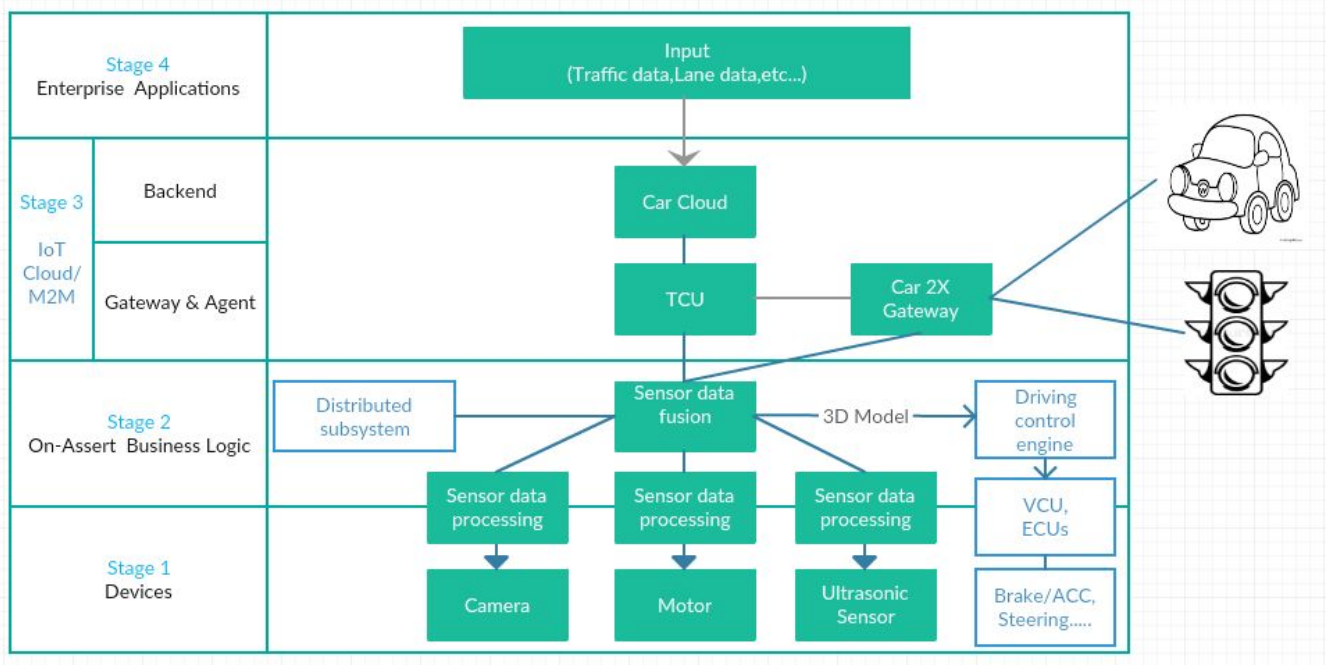 Stage 4
Enterprise Applications
Input
(Traffic data,Lane data,etc...)
Stage 3
IoT
Cloud/
M2M
Backend
Gateway & Agent
Car Cloud
TCU
Car 2X
Gateway
Stage 2
On-Assert Business Logic
Distributed
subsystem
Sensor data
fusion
3D Model
Driving
control
engine
Sensor data
processing
Sensor data
processing
Sensor data
processing
VCU,
ECUs
Stage 1
Devices
Camera
Motor
Ultrasonic
Sensor
Brake/ACC,
Steering.....